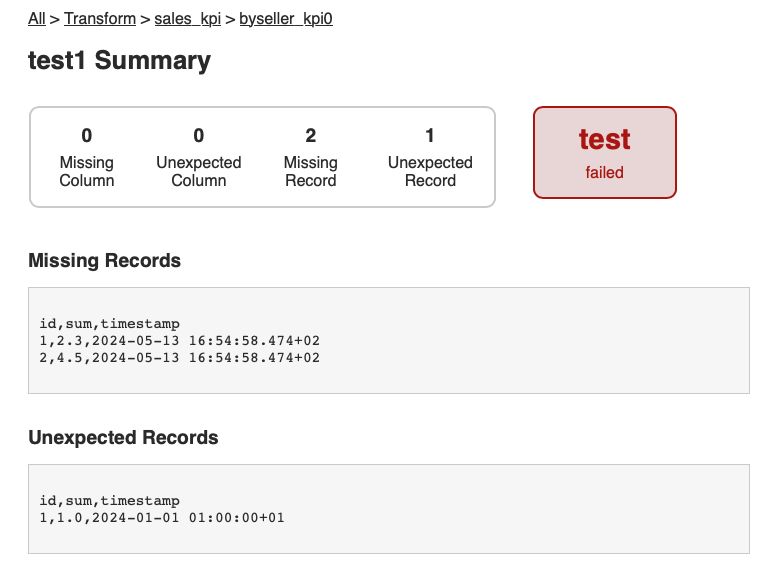 All > Transform > sales_kpi > byseller_kpi0
test1 Summary
0
Missing
Column
0
Unexpected
Column
2
Missing
Record
1
Unexpected
Record
test
failed
Missing Records
id,sum,timestamp
1,2.3,2024-05-13 16:54:58.474+02
2,4.5,2024-05-13 16:54:58.474+02
Unexpected Records
id,sum,timestamp
1,1.0,2024-01-01 01:00:00+01